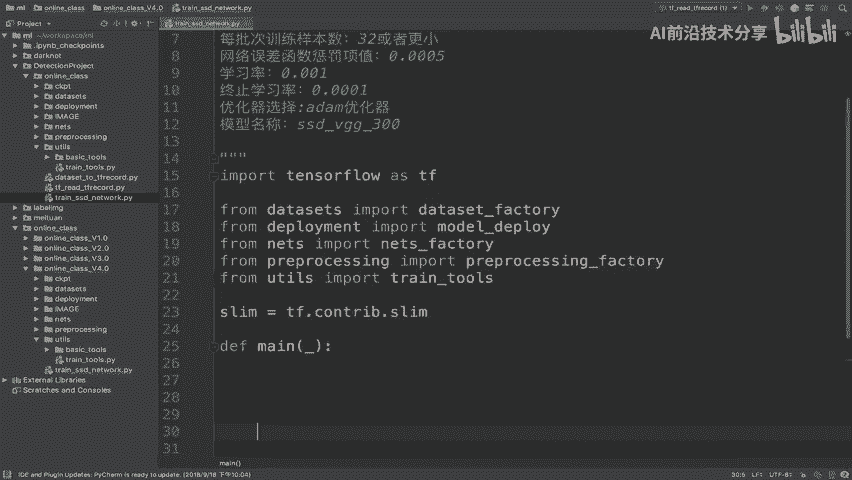 ml
online_class
online_class_V4.0
train_ssd_network.py
tf_read_tfrecord (1)
Project
train_ssd_network.py
AI前沿技术分享 bilibili
ml ~/workspace/ml
.ipynb_checkpoints
darknet
DetectionProject
online_class
ckpt
datasets
deployment
IMAGE
nets
preprocessing
utils
basic_tools
train_tools.py
dataset_to_tfrecord.py
tf_read_tfrecord.py
train_ssd_network.py
labelimg
meituan
online_class
online_class_V1.0
online_class_V2.0
online_class_V3.0
online_class_V4.0
ckpt
datasets
deployment
IMAGE
nets
preprocessing
utils
basic_tools
train_tools.py
train_ssd_network.py
External Libraries
Scratches and Consoles
7 每批次训练样本数：32或者更小
8 网络误差函数惩罚项值：0.0005
9 学习率：0.001
10 终止学习率：0.0001
11 优化器选择:adam优化器
12 模型名称：ssd_vgg_300
13
14 """
15 import tensorflow as tf
16
17 from datasets import dataset_factory
18 from deployment import model_deploy
19 from nets import nets_factory
20 from preprocessing import preprocessing_factory
21 from utils import train_tools
22
23 slim = tf.contrib.slim
24
25 def main(_):
26
27
28
29
30
31
main()
IDE and Plugin Updates: PyCharm is ready to update. (2018/9/18 下午10:04)
30:5 LF÷ UTF-8÷